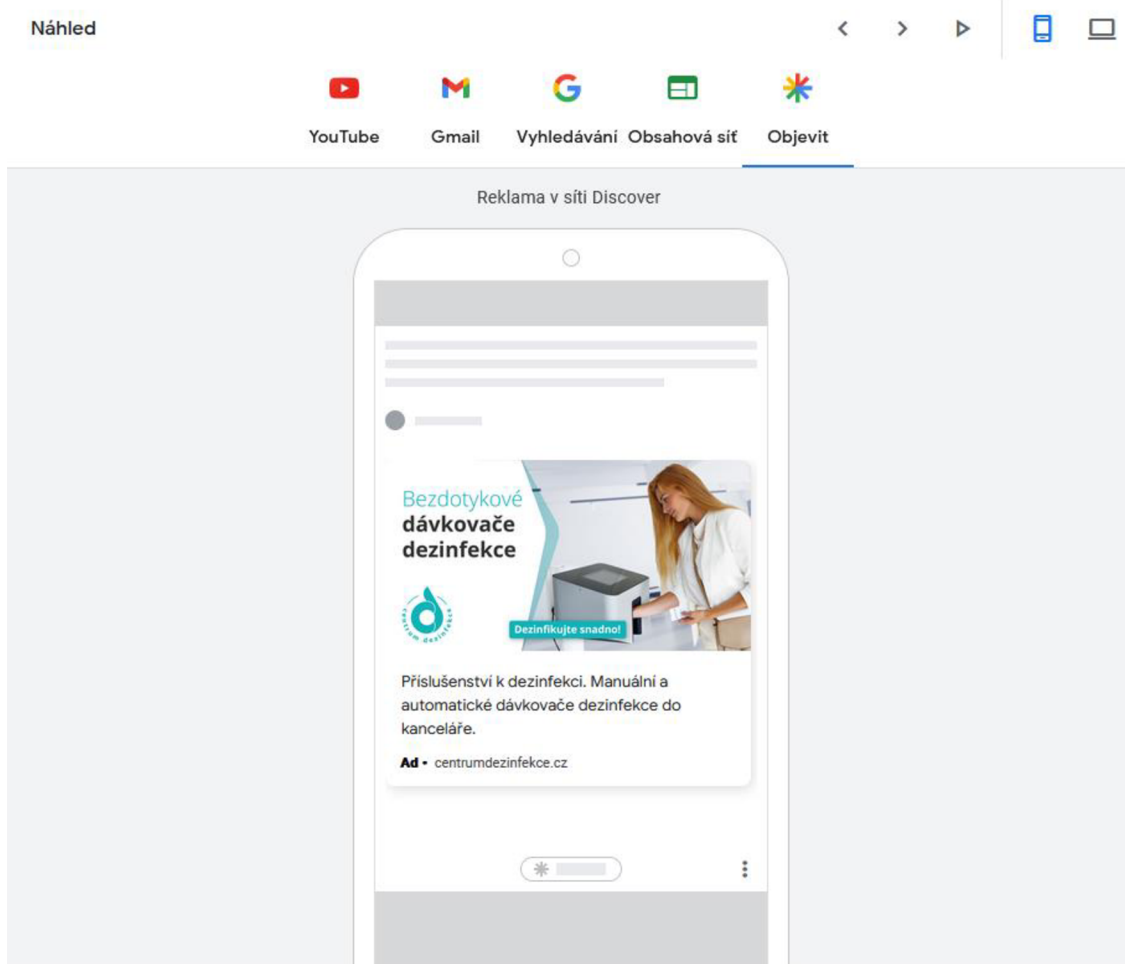 Náhled
YouTube
Gmail
Vyhledávání
Obsahová síť
Objevit
Reklama v síti Discover
Bezdotykové
dávkovače
dezinfekce
centrum dezinfekce
Dezinfikujte snadno!
Příslušenství k dezinfekci. Manuální a
automatické dávkovače dezinfekce do
kanceláře.
Ad • centrumdezinfekce.cz